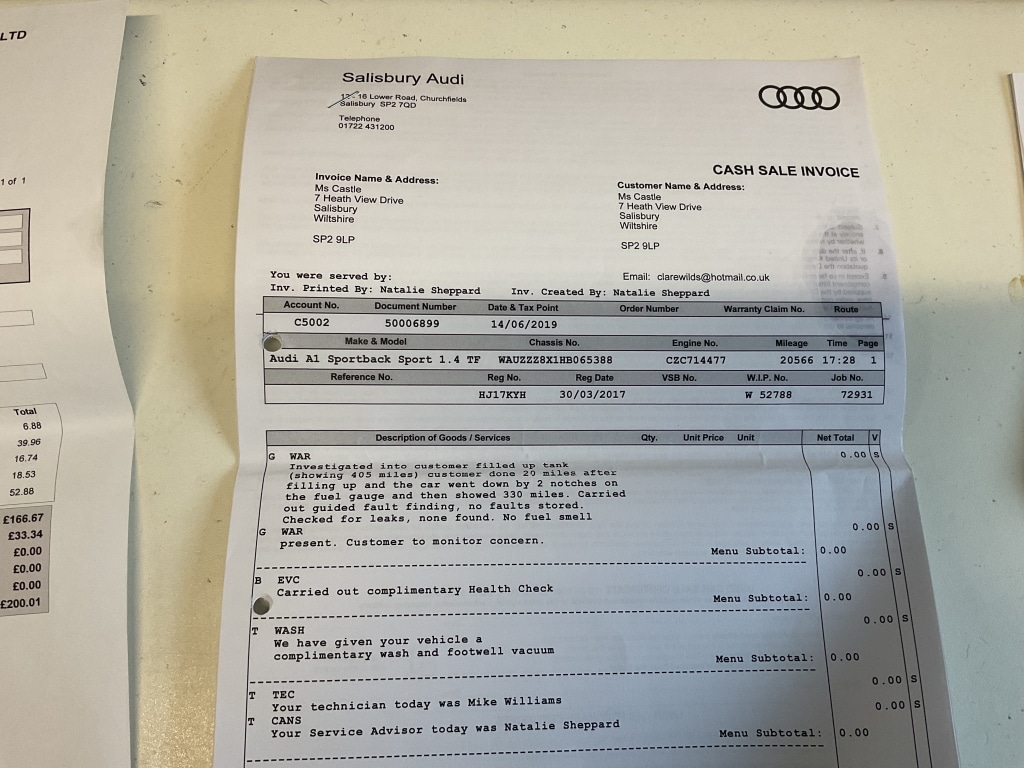 LTD
1 of 1
Total
6.88
39.96
16.74
18.53
52.88
£166.67
£33.34
£0.00
£0.00
£0.00
£200.01
Salisbury Audi
12 - 16 Lower Road, Churchfields
Salisbury SP2 7QD
Telephone
01722 431200
CASH SALE INVOICE
Invoice Name & Address:
Ms Castle
7 Heath View Drive
Salisbury
Wiltshire
SP2 9LP
Customer Name & Address:
Ms Castle
7 Heath View Drive
Salisbury
Wiltshire
SP2 9LP
You were served by:
Email: clarewilds@hotmail.co.uk
Inv. Printed By: Natalie Sheppard Inv. Created By: Natalie Sheppard
Account No. Document Number Date & Tax Point Order Number Warranty Claim No. Route
C5002 50006899 14/06/2019
Make & Model Chassis No. Engine No. Mileage Time Page
Audi A1 Sportback Sport 1.4 TF WAUZZZ8X1HB065388 CZC714477 20566 17:28 1
Reference No. Reg No. Reg Date VSB No. W.I.P. No. Job No.
HJ17KYH 30/03/2017 W 52788 72931
Description of Goods / Services Qty. Unit Price Unit Net Total V
G WAR 0.00 S
Investigated into customer filled up tank
(showing 405 miles) customer done 20 miles after
filling up and the car went down by 2 notches on
the fuel gauge and then showed 330 miles. Carried
out guided fault finding, no faults stored.
Checked for leaks, none found. No fuel smell
G WAR 0.00 S
present. Customer to monitor concern.
Menu Subtotal: 0.00
B EVC 0.00 S
Carried out complimentary Health Check
Menu Subtotal: 0.00
T WASH 0.00 S
We have given your vehicle a
complimentary wash and footwell vacuum
Menu Subtotal: 0.00
T TEC 0.00 S
Your technician today was Mike Williams
T CANS 0.00 S
Your Service Advisor today was Natalie Sheppard
Menu Subtotal: 0.00